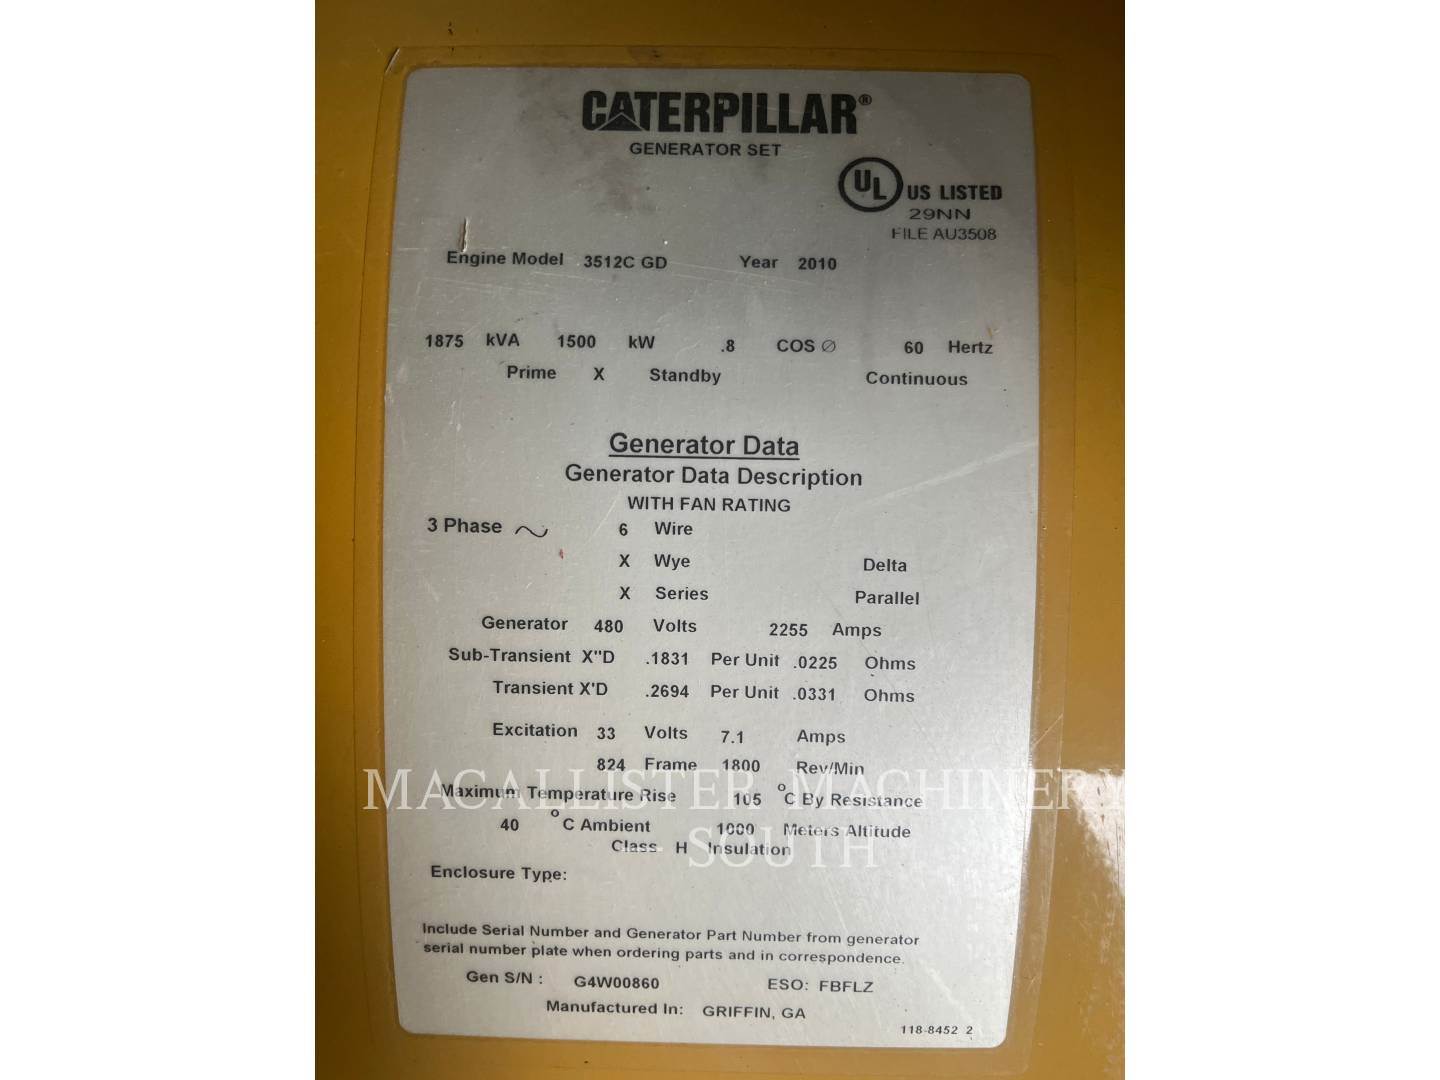 CATERPILLAR®
GENERATOR SET
UL US LISTED
29NN
FILE AU3508
Engine Model 3512C GD Year 2010
1875 kVA 1500 kW .8 COS ∅ 60 Hertz
Prime X Standby Continuous
Generator Data
Generator Data Description
WITH FAN RATING
3 Phase ~ 6 Wire
X Wye Delta
X Series Parallel
Generator 480 Volts 2255 Amps
Sub-Transient X"D .1831 Per Unit .0225 Ohms
Transient X'D .2694 Per Unit .0331 Ohms
Excitation 33 Volts 7.1 Amps
824 Frame 1800 Rev/Min
MACALLISTER MACHINERY
Maximum Temperature Rise 105 °C By Resistance
40 °C Ambient 1000 Meters Altitude
— SOUTH
Class H Insulation
Enclosure Type:
Include Serial Number and Generator Part Number from generator
serial number plate when ordering parts and in correspondence.
Gen S/N : G4W00860 ESO: FBFLZ
Manufactured In: GRIFFIN, GA
118-8452 2